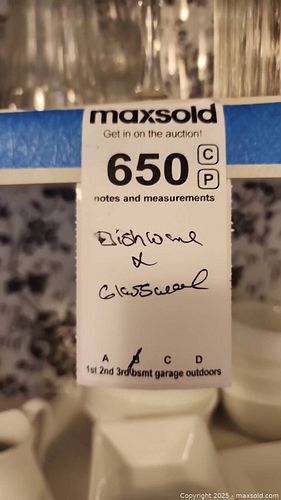 maxsold
Get in on the auction!
650 C
P
notes and measurements
Dishware
&
Glassware
A B C D
1st 2nd 3rd bsmt garage outdoors
Copyright 2025 - maxsold.com